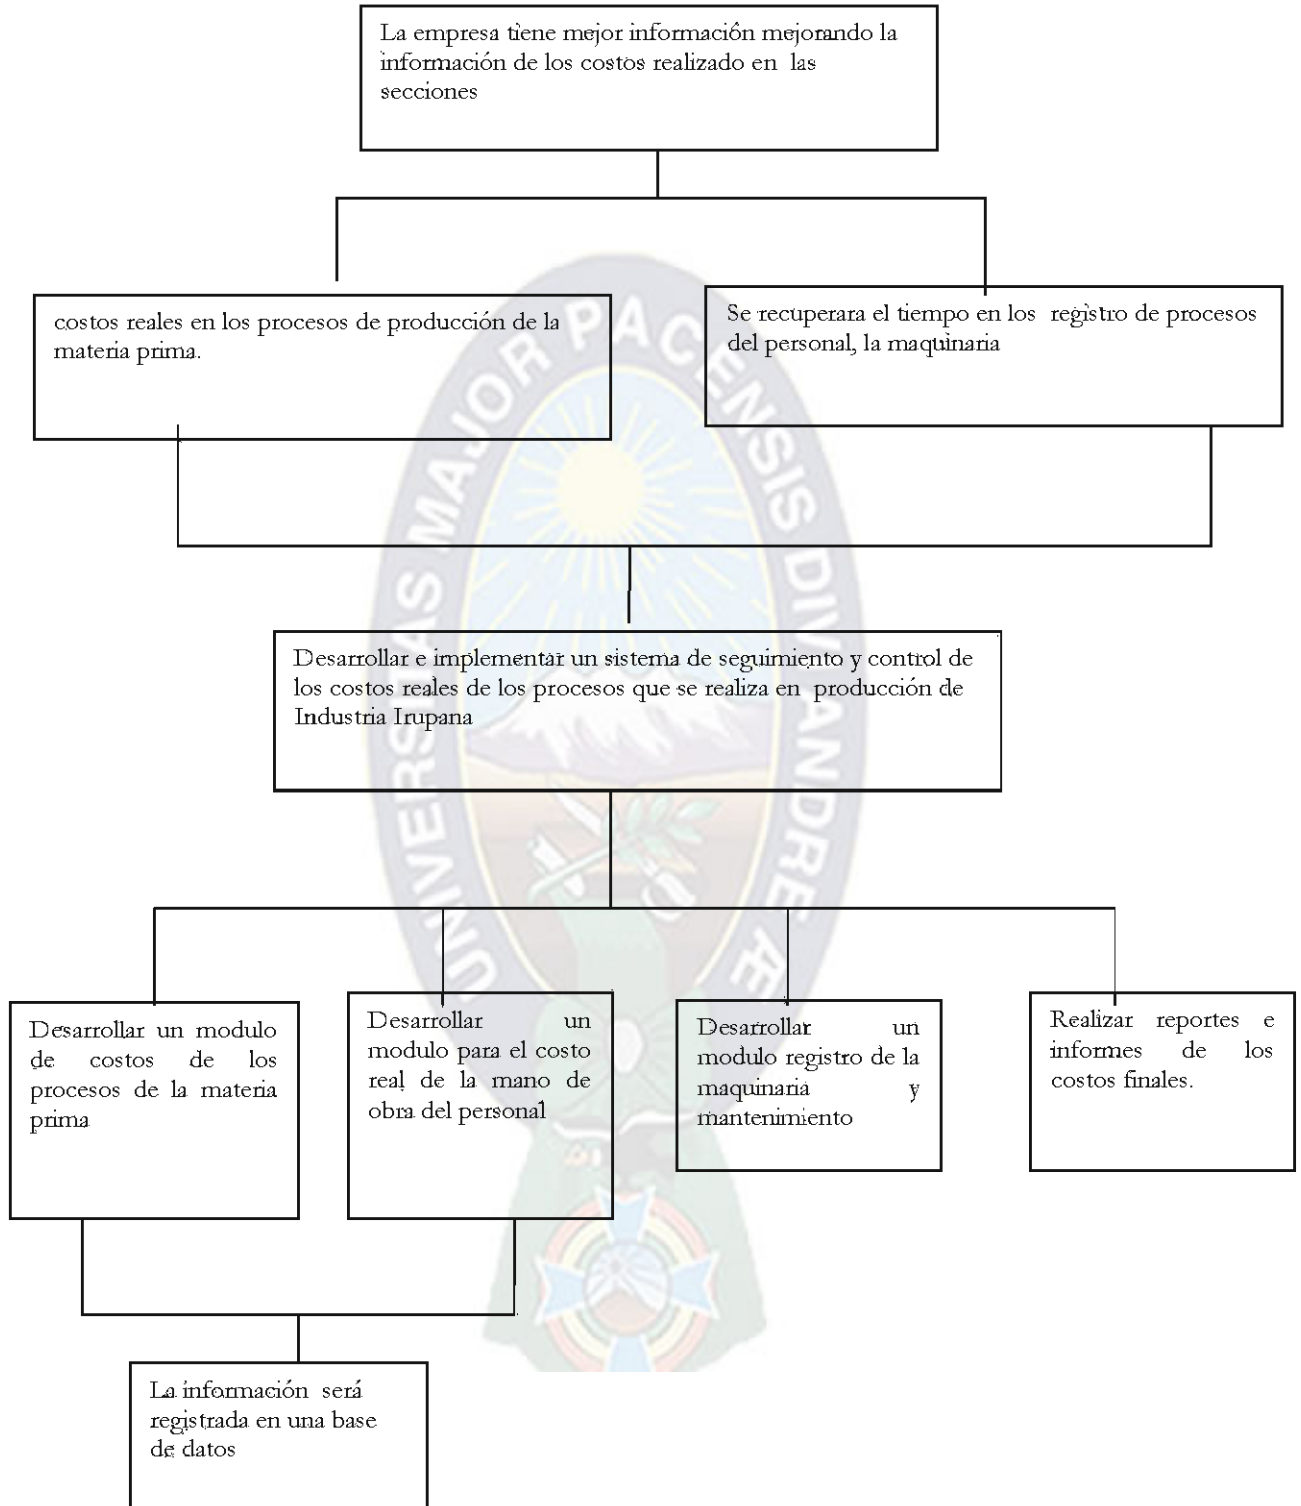 La empresa tiene mejor información mejorando la
información de los costos realizado en las
secciones
costos reales en los procesos de producción de la
materia prima.
Se recuperara el tiempo en los registro de procesos
del personal, la maquinaria
UNIVERSITAS MAJOR PACENSIS DIVI ANDRE Æ
Desarrollar e implementar un sistema de seguimiento y control de
los costos reales de los procesos que se realiza en producción de
Industria Irupana
Desarrollar un modulo
de costos de los
procesos de la materia
prima
Desarrollar un
modulo para el costo
real de la mano de
obra del personal
Desarrollar un
modulo registro de la
maquinaria y
mantenimiento
Realizar reportes e
informes de los
costos finales.
La información será
registrada en una base
de datos